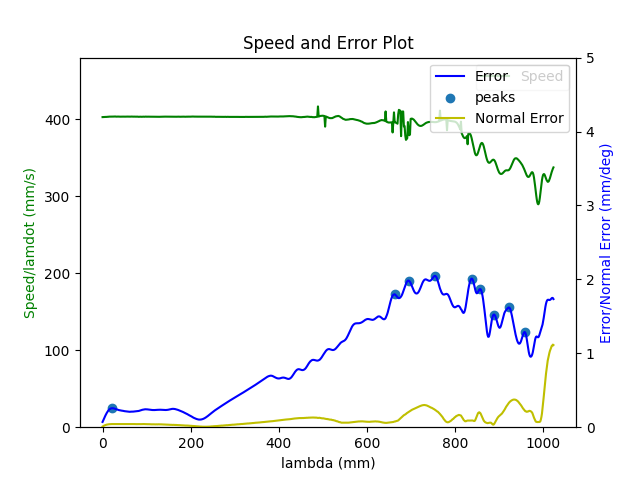 Speed and Error Plot
Error
Speed
peaks
Normal Error
Speed/lamdot (mm/s)
400
300
200
100
0
5
4
3
2
1
0
Error/Normal Error (mm/deg)
0
200
400
600
800
1000
lambda (mm)